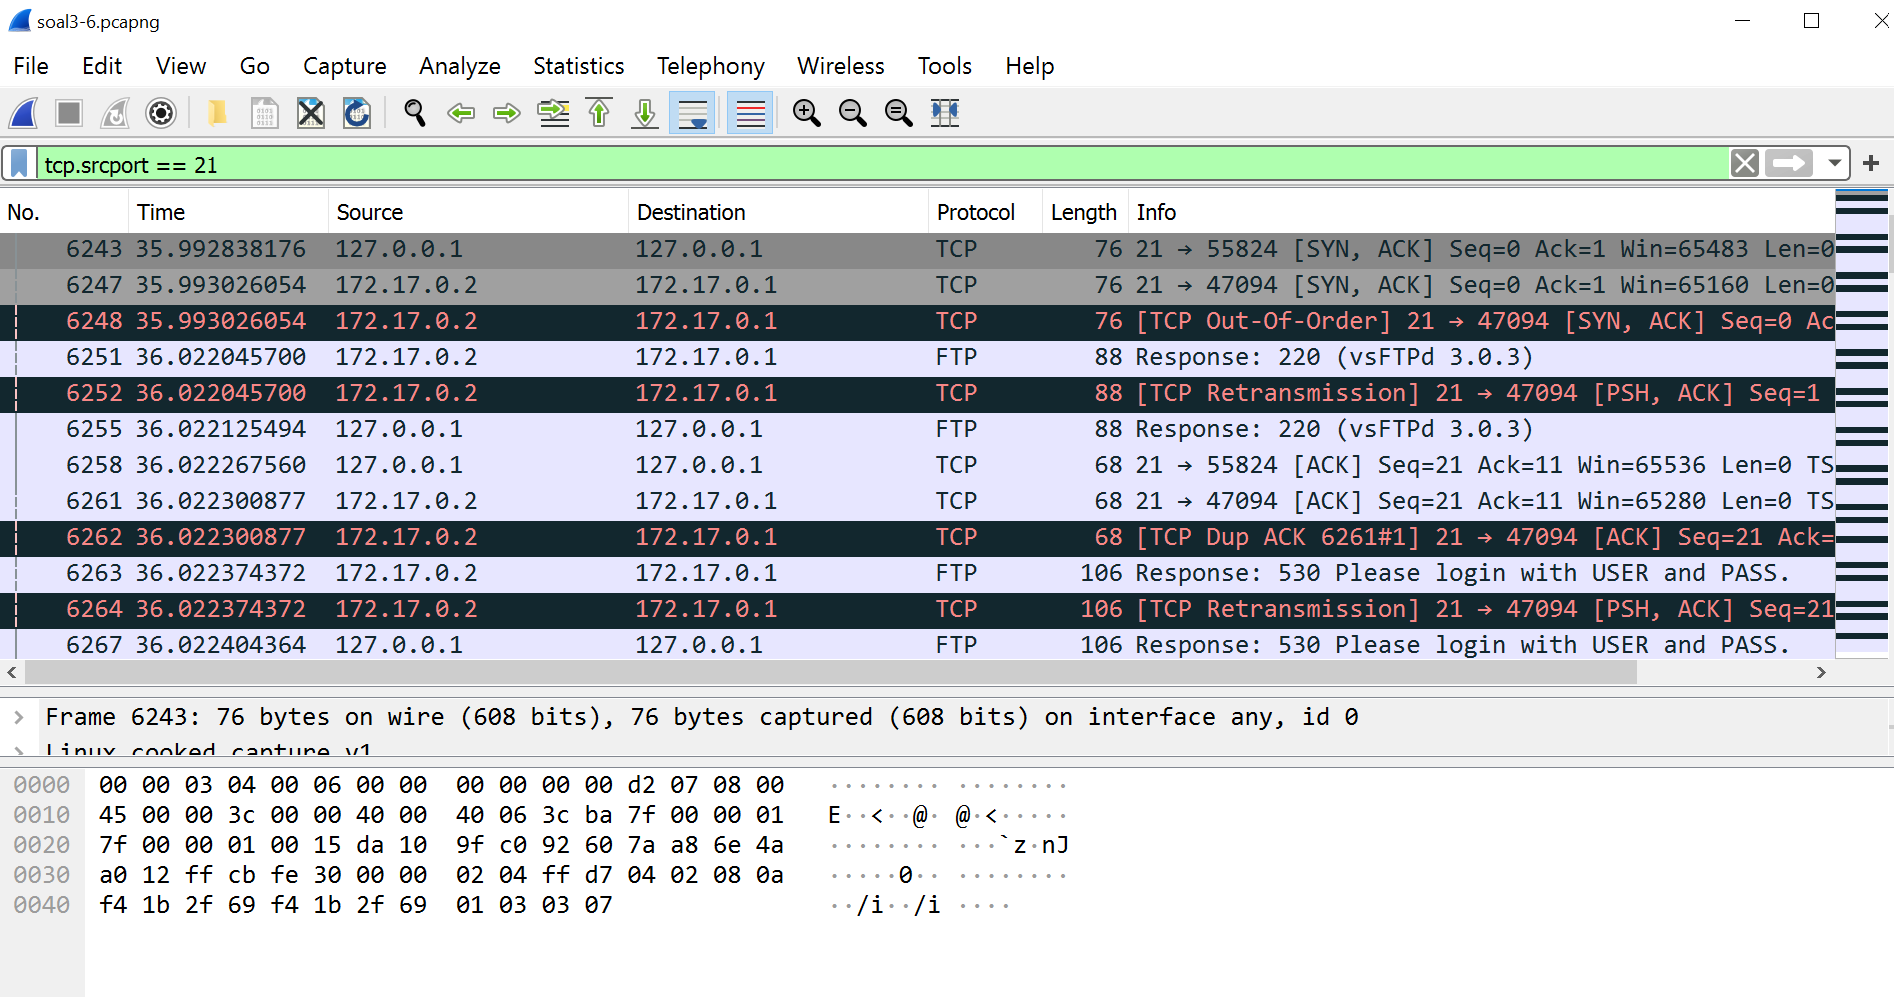 soal3-6.pcapng
File Edit View Go Capture Analyze Statistics Telephony Wireless Tools Help
tcp.srcport == 21
No. Time Source Destination Protocol Length Info
6243 35.992838176 127.0.0.1 127.0.0.1 TCP 76 21 → 55824 [SYN, ACK] Seq=0 Ack=1 Win=65483 Len=0
6247 35.993026054 172.17.0.2 172.17.0.1 TCP 76 21 → 47094 [SYN, ACK] Seq=0 Ack=1 Win=65160 Len=0
6248 35.993026054 172.17.0.2 172.17.0.1 TCP 76 [TCP Out-Of-Order] 21 → 47094 [SYN, ACK] Seq=0 Ac
6251 36.022045700 172.17.0.2 172.17.0.1 FTP 88 Response: 220 (vsFTPd 3.0.3)
6252 36.022045700 172.17.0.2 172.17.0.1 TCP 88 [TCP Retransmission] 21 → 47094 [PSH, ACK] Seq=1
6255 36.022125494 127.0.0.1 127.0.0.1 FTP 88 Response: 220 (vsFTPd 3.0.3)
6258 36.022267560 127.0.0.1 127.0.0.1 TCP 68 21 → 55824 [ACK] Seq=21 Ack=11 Win=65536 Len=0 TS
6261 36.022300877 172.17.0.2 172.17.0.1 TCP 68 21 → 47094 [ACK] Seq=21 Ack=11 Win=65280 Len=0 TS
6262 36.022300877 172.17.0.2 172.17.0.1 TCP 68 [TCP Dup ACK 6261#1] 21 → 47094 [ACK] Seq=21 Ack=
6263 36.022374372 172.17.0.2 172.17.0.1 FTP 106 Response: 530 Please login with USER and PASS.
6264 36.022374372 172.17.0.2 172.17.0.1 TCP 106 [TCP Retransmission] 21 → 47094 [PSH, ACK] Seq=21
6267 36.022404364 127.0.0.1 127.0.0.1 FTP 106 Response: 530 Please login with USER and PASS.
Frame 6243: 76 bytes on wire (608 bits), 76 bytes captured (608 bits) on interface any, id 0
Linux cooked capture v1
0000 00 00 03 04 00 06 00 00 00 00 00 00 d2 07 08 00 ········ ········
0010 45 00 00 3c 00 00 40 00 40 06 3c ba 7f 00 00 01 E··<··@· @·<·····
0020 7f 00 00 01 00 15 da 10 9f c0 92 60 7a a8 6e 4a ········ ···`z·nJ
0030 a0 12 ff cb fe 30 00 00 02 04 ff d7 04 02 08 0a ·····0·· ········
0040 f4 1b 2f 69 f4 1b 2f 69 01 03 03 07 ··/i··/i ····